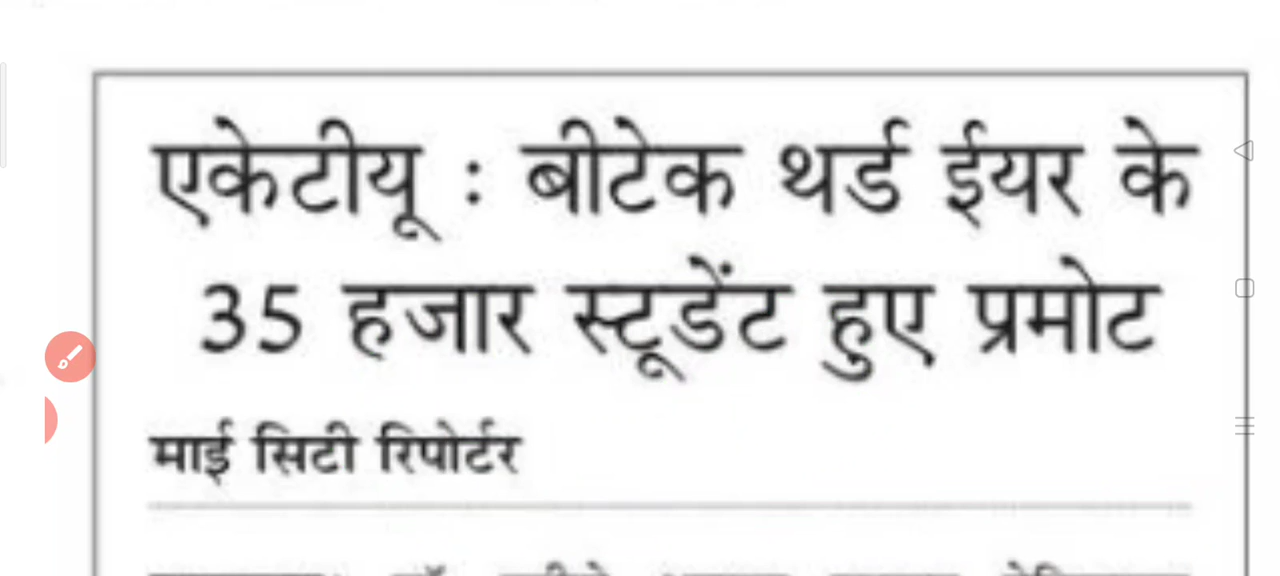 एकेटीयू : बीटेक थर्ड ईयर के
35 हजार स्टूडेंट हुए प्रमोट
माई सिटी रिपोर्टर